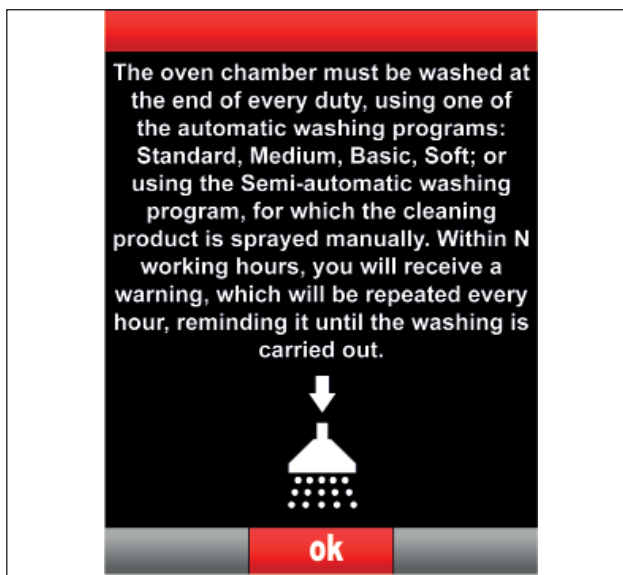 The oven chamber must be washed at
the end of every duty, using one of
the automatic washing programs:
Standard, Medium, Basic, Soft; or
using the Semi-automatic washing
program, for which the cleaning
product is sprayed manually. Within N
working hours, you will receive a
warning, which will be repeated every
hour, reminding it until the washing is
carried out.
ok